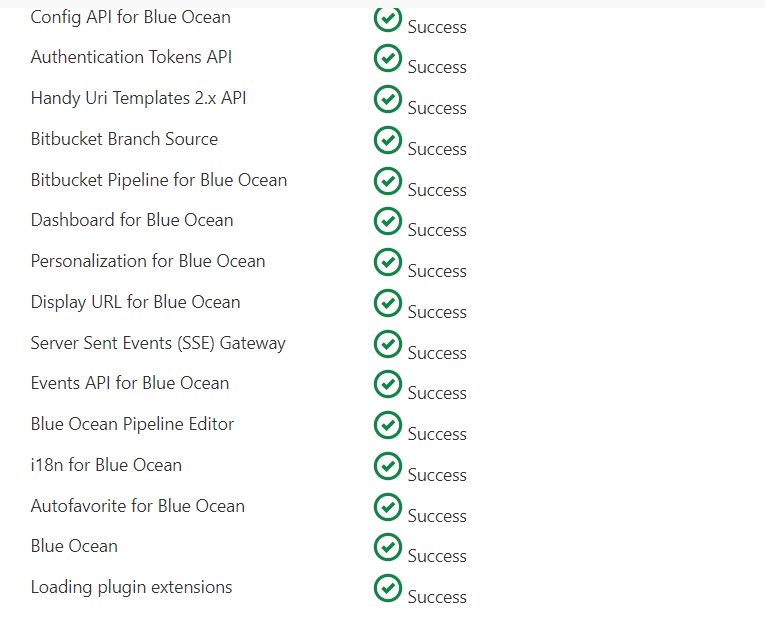 Config API for Blue Ocean Success
Authentication Tokens API Success
Handy Uri Templates 2.x API Success
Bitbucket Branch Source Success
Bitbucket Pipeline for Blue Ocean Success
Dashboard for Blue Ocean Success
Personalization for Blue Ocean Success
Display URL for Blue Ocean Success
Server Sent Events (SSE) Gateway Success
Events API for Blue Ocean Success
Blue Ocean Pipeline Editor Success
i18n for Blue Ocean Success
Autofavorite for Blue Ocean Success
Blue Ocean Success
Loading plugin extensions Success